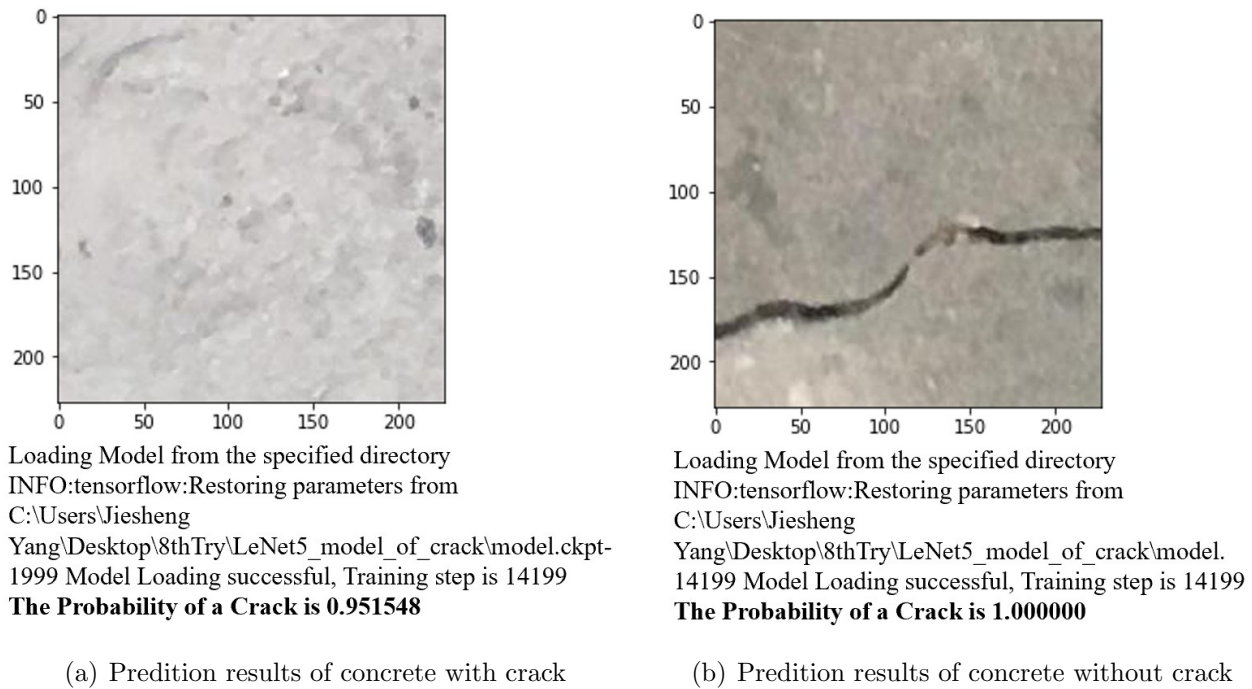 0
50
100
150
200
0 50 100 150 200
Loading Model from the specified directory
INFO:tensorflow:Restoring parameters from
C:\Users\Jiesheng
Yang\Desktop\8thTry\LeNet5_model_of_crack\model.ckpt-
1999 Model Loading successful, Training step is 14199
The Probability of a Crack is 0.951548
(a) Predition results of concrete with crack
0
50
100
150
200
0 50 100 150 200
Loading Model from the specified directory
INFO:tensorflow:Restoring parameters from
C:\Users\Jiesheng
Yang\Desktop\8thTry\LeNet5_model_of_crack\model.
14199 Model Loading successful, Training step is 14199
The Probability of a Crack is 1.000000
(b) Predition results of concrete without crack